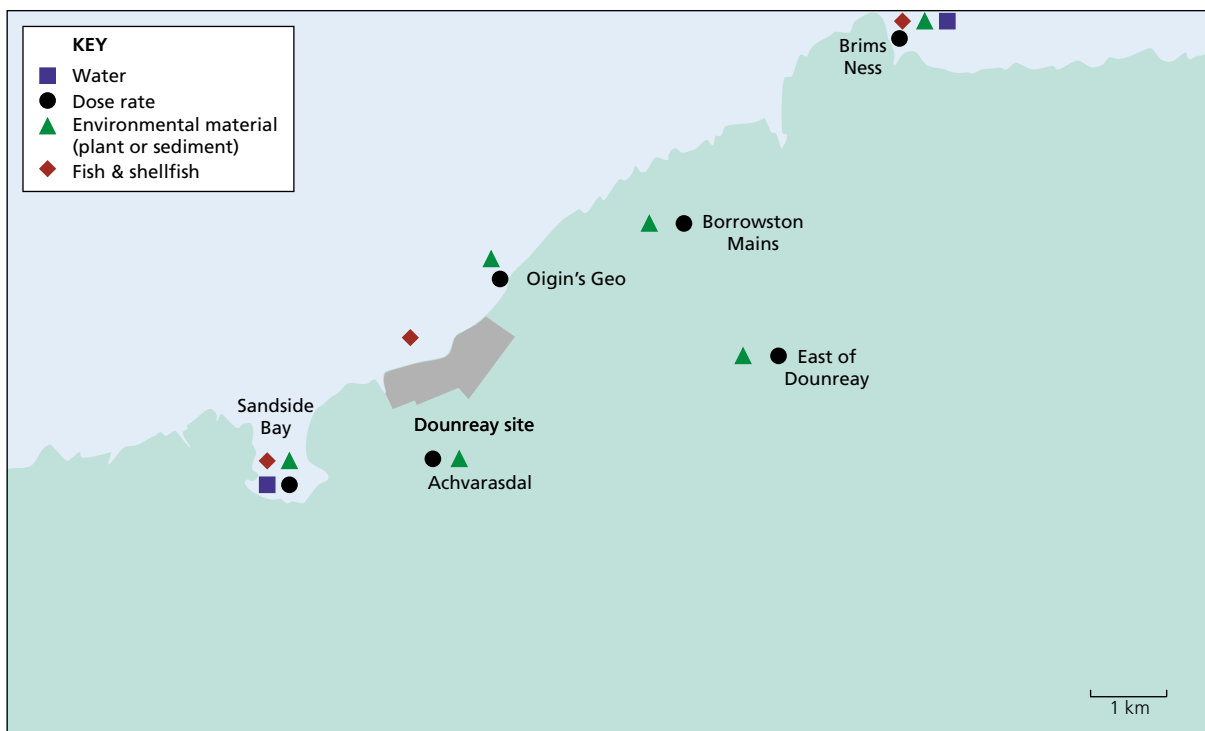 KEY
Water
Dose rate
Environmental material
(plant or sediment)
Fish & shellfish
Brims
Ness
Borrowston
Mains
Oigin's Geo
East of
Dounreay
Sandside
Bay
Dounreay site
Achvarasdal
1 km